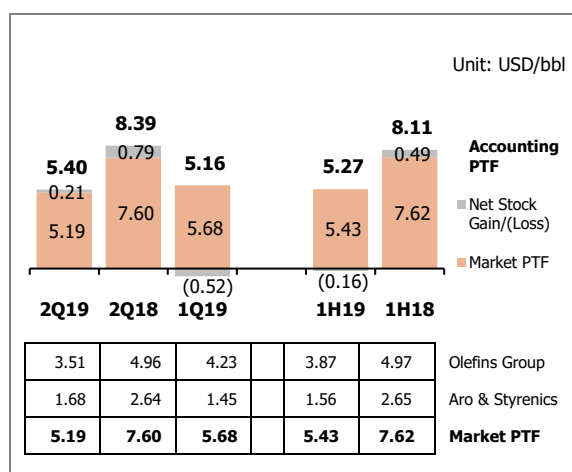 Unit: USD/bbl
8.39
8.11
5.40
0.79
5.16
5.27
0.49
Accounting
PTF
0.21
Net Stock
Gain/(Loss)
5.19
7.60
5.68
5.43
7.62
Market PTF
(0.52)
(0.16)
2Q19 2Q18 1Q19 1H19 1H18
3.51 4.96 4.23 3.87 4.97 Olefins Group
1.68 2.64 1.45 1.56 2.65 Aro & Styrenics
5.19 7.60 5.68 5.43 7.62 Market PTF